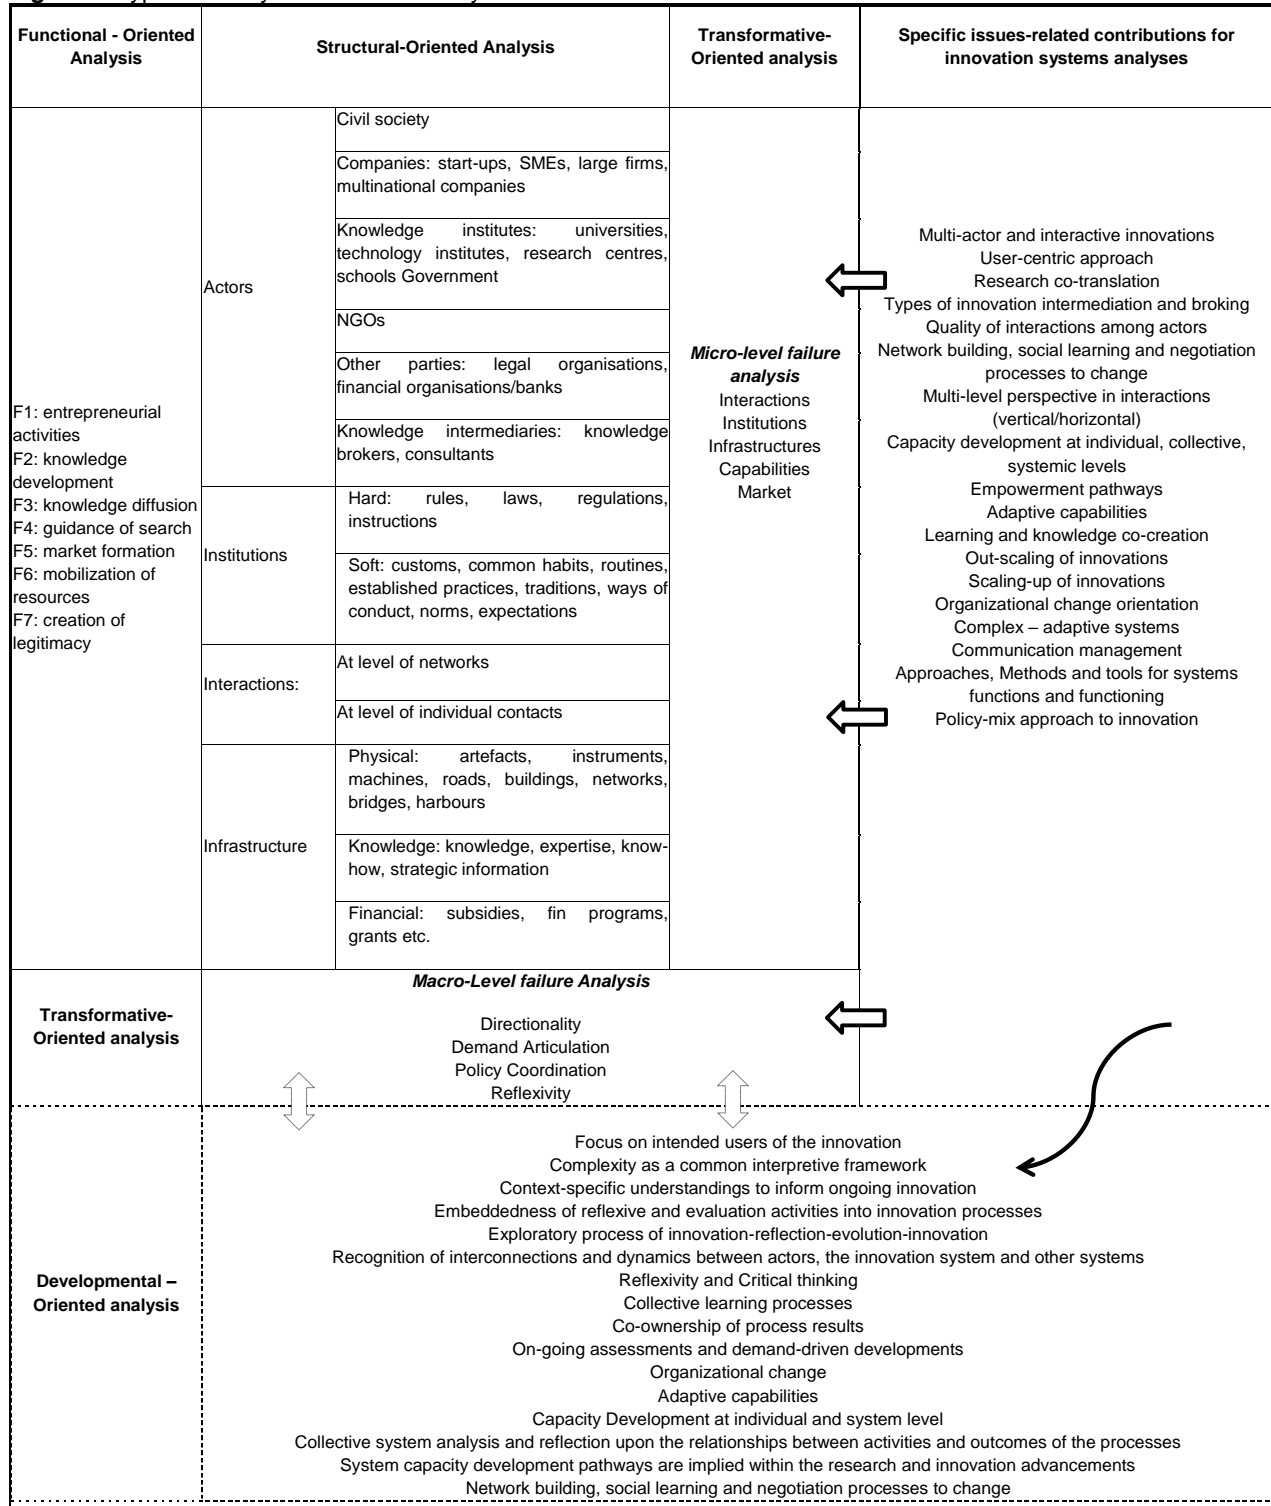 Functional - Oriented
Analysis
Structural-Oriented Analysis
Transformative-
Oriented analysis
Specific issues-related contributions for
innovation systems analyses
F1: entrepreneurial
activities
F2: knowledge
development
F3: knowledge diffusion
F4: guidance of search
F5: market formation
F6: mobilization of
resources
F7: creation of
legitimacy
Actors
Civil society
Companies: start-ups, SMEs, large firms,
multinational companies
Knowledge institutes: universities,
technology institutes, research centres,
schools Government
NGOs
Other parties: legal organisations,
financial organisations/banks
Knowledge intermediaries: knowledge
brokers, consultants
Institutions
Hard: rules, laws, regulations,
instructions
Soft: customs, common habits, routines,
established practices, traditions, ways of
conduct, norms, expectations
Interactions:
At level of networks
At level of individual contacts
Infrastructure
Physical: artefacts, instruments,
machines, roads, buildings, networks,
bridges, harbours
Knowledge: knowledge, expertise, know-
how, strategic information
Financial: subsidies, fin programs,
grants etc.
Micro-level failure
analysis
Interactions
Institutions
Infrastructures
Capabilities
Market
Multi-actor and interactive innovations
User-centric approach
Research co-translation
Types of innovation intermediation and broking
Quality of interactions among actors
Network building, social learning and negotiation
processes to change
Multi-level perspective in interactions
(vertical/horizontal)
Capacity development at individual, collective,
systemic levels
Empowerment pathways
Adaptive capabilities
Learning and knowledge co-creation
Out-scaling of innovations
Scaling-up of innovations
Organizational change orientation
Complex – adaptive systems
Communication management
Approaches, Methods and tools for systems
functions and functioning
Policy-mix approach to innovation
Transformative-
Oriented analysis
Macro-Level failure Analysis
Directionality
Demand Articulation
Policy Coordination
Reflexivity
Developmental –
Oriented analysis
Focus on intended users of the innovation
Complexity as a common interpretive framework
Context-specific understandings to inform ongoing innovation
Embeddedness of reflexive and evaluation activities into innovation processes
Exploratory process of innovation-reflection-evolution-innovation
Recognition of interconnections and dynamics between actors, the innovation system and other systems
Reflexivity and Critical thinking
Collective learning processes
Co-ownership of process results
On-going assessments and demand-driven developments
Organizational change
Adaptive capabilities
Capacity Development at individual and system level
Collective system analysis and reflection upon the relationships between activities and outcomes of the processes
System capacity development pathways are implied within the research and innovation advancements
Network building, social learning and negotiation processes to change